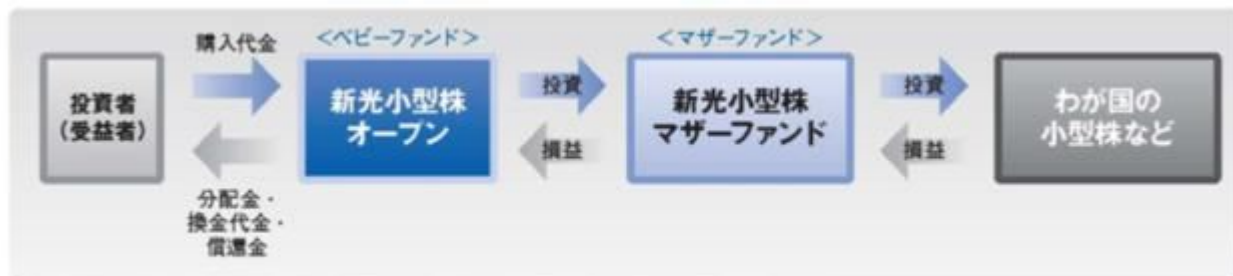 購入代金
<ベビーファンド>
<マザーファンド>
投資者
(受益者)
新光小型株
オープン
投資
損益
新光小型株
マザーファンド
投資
損益
わが国の
小型株など
分配金・
換金代金・
償還金